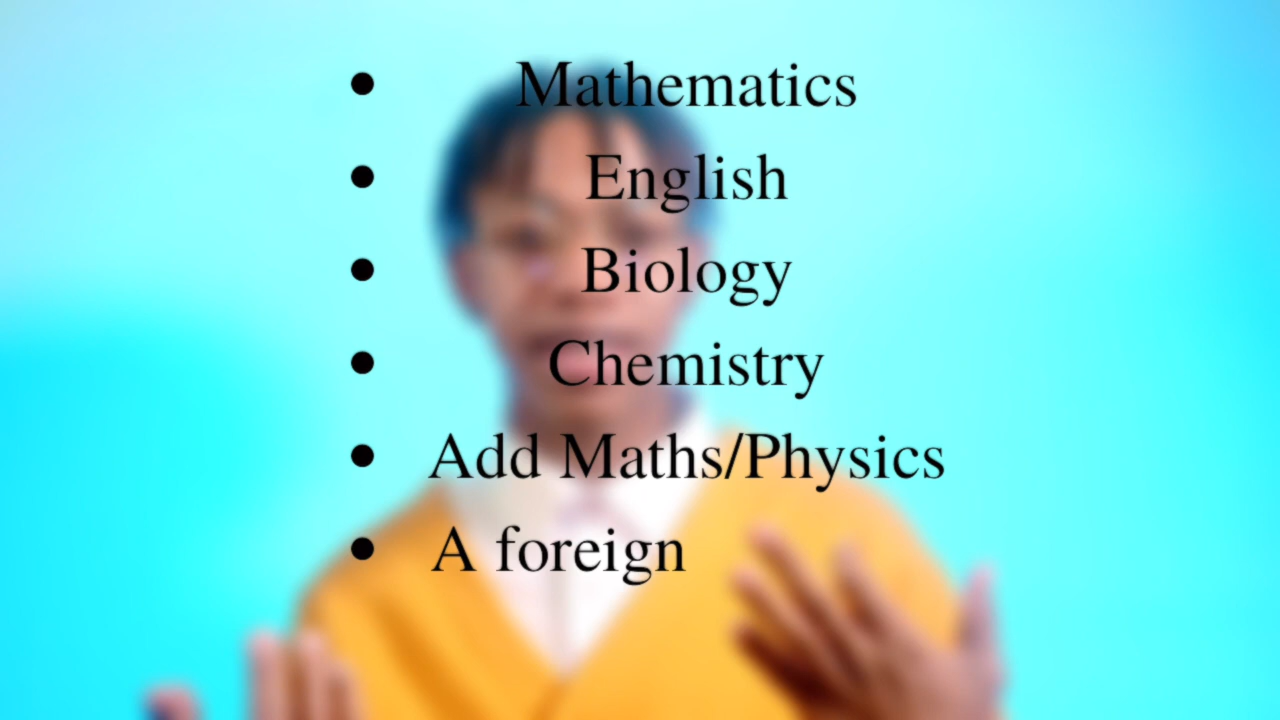 • Mathematics
• English
• Biology
• Chemistry
• Add Maths/Physics
• A foreign